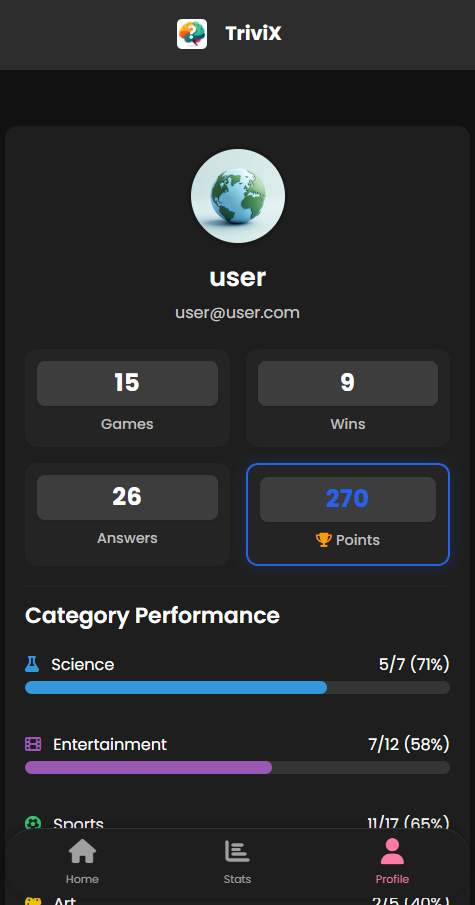 TriviX
user
user@user.com
15 9
Games Wins
26 270
Answers Points
Category Performance
Science 5/7 (71%)
Entertainment 7/12 (58%)
Sports 11/17 (65%)
Home Stats Profile
Art 2/5 (40%)